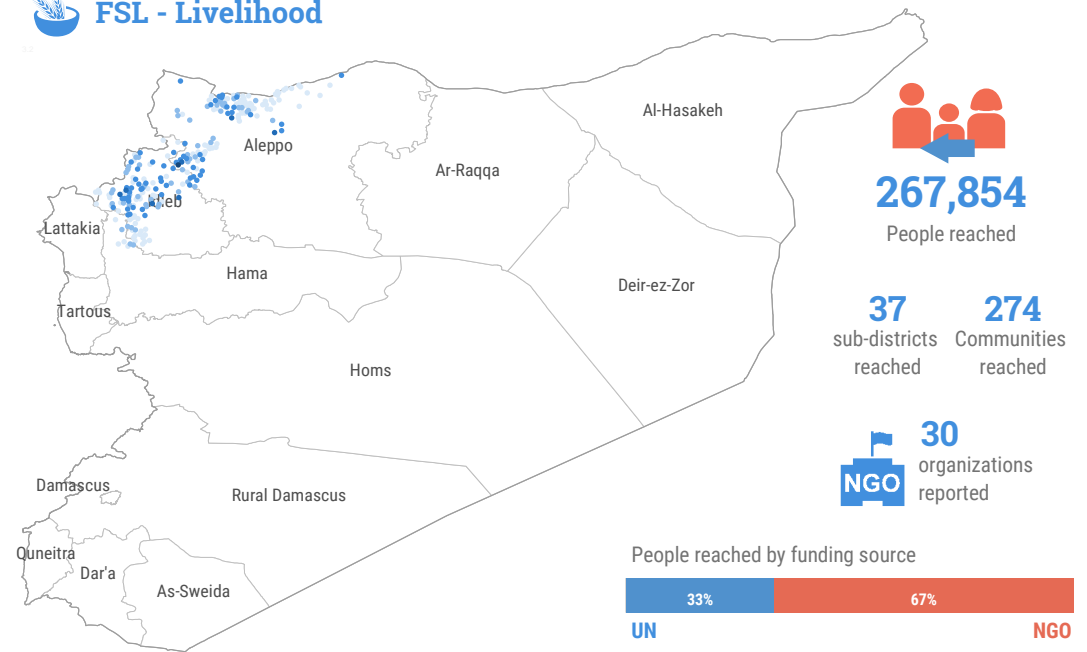 FSL - Livelihood
Al-Hasakeh
Aleppo
Ar-Raqqa
Lattakia
Hama
Deir-ez-Zor
Tartous
Homs
Damascus
Rural Damascus
Quneitra
Dar'a
As-Sweida
267,854
People reached
37
sub-districts
reached
274
Communities
reached
30
organizations
reported
NGO
People reached by funding source
33%
67%
UN
NGO